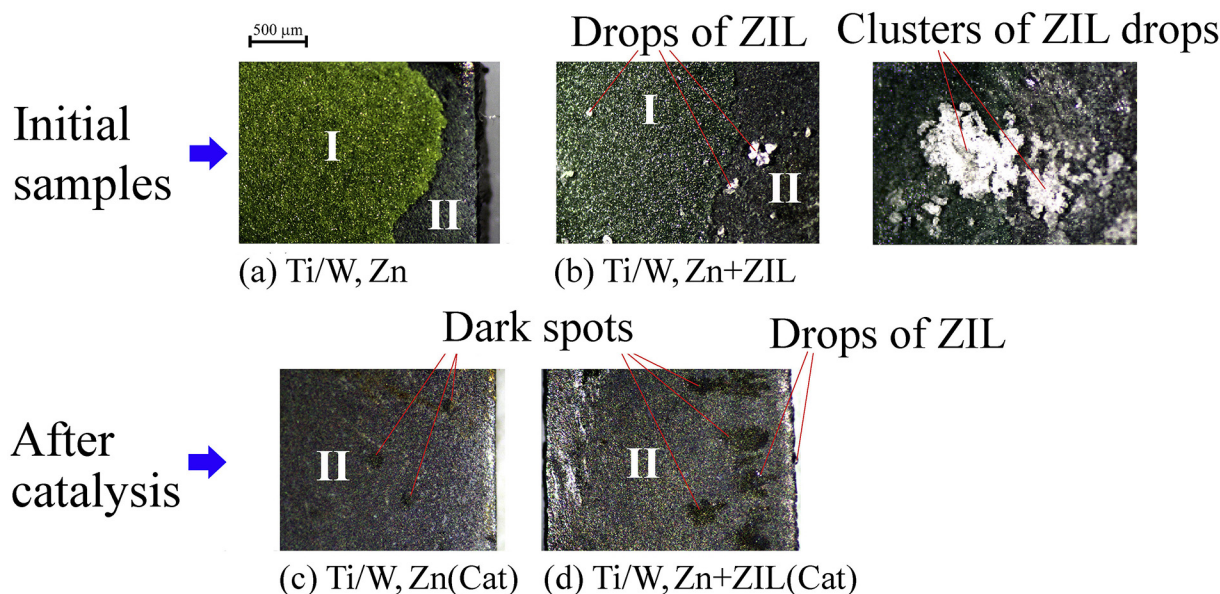 500 μm
Drops of ZIL
Clusters of ZIL drops
Initial
samples
I
II
I
II
(a) Ti/W, Zn
(b) Ti/W, Zn+ZIL
Dark spots
Drops of ZIL
After
catalysis
II
II
(c) Ti/W, Zn(Cat)
(d) Ti/W, Zn+ZIL(Cat)